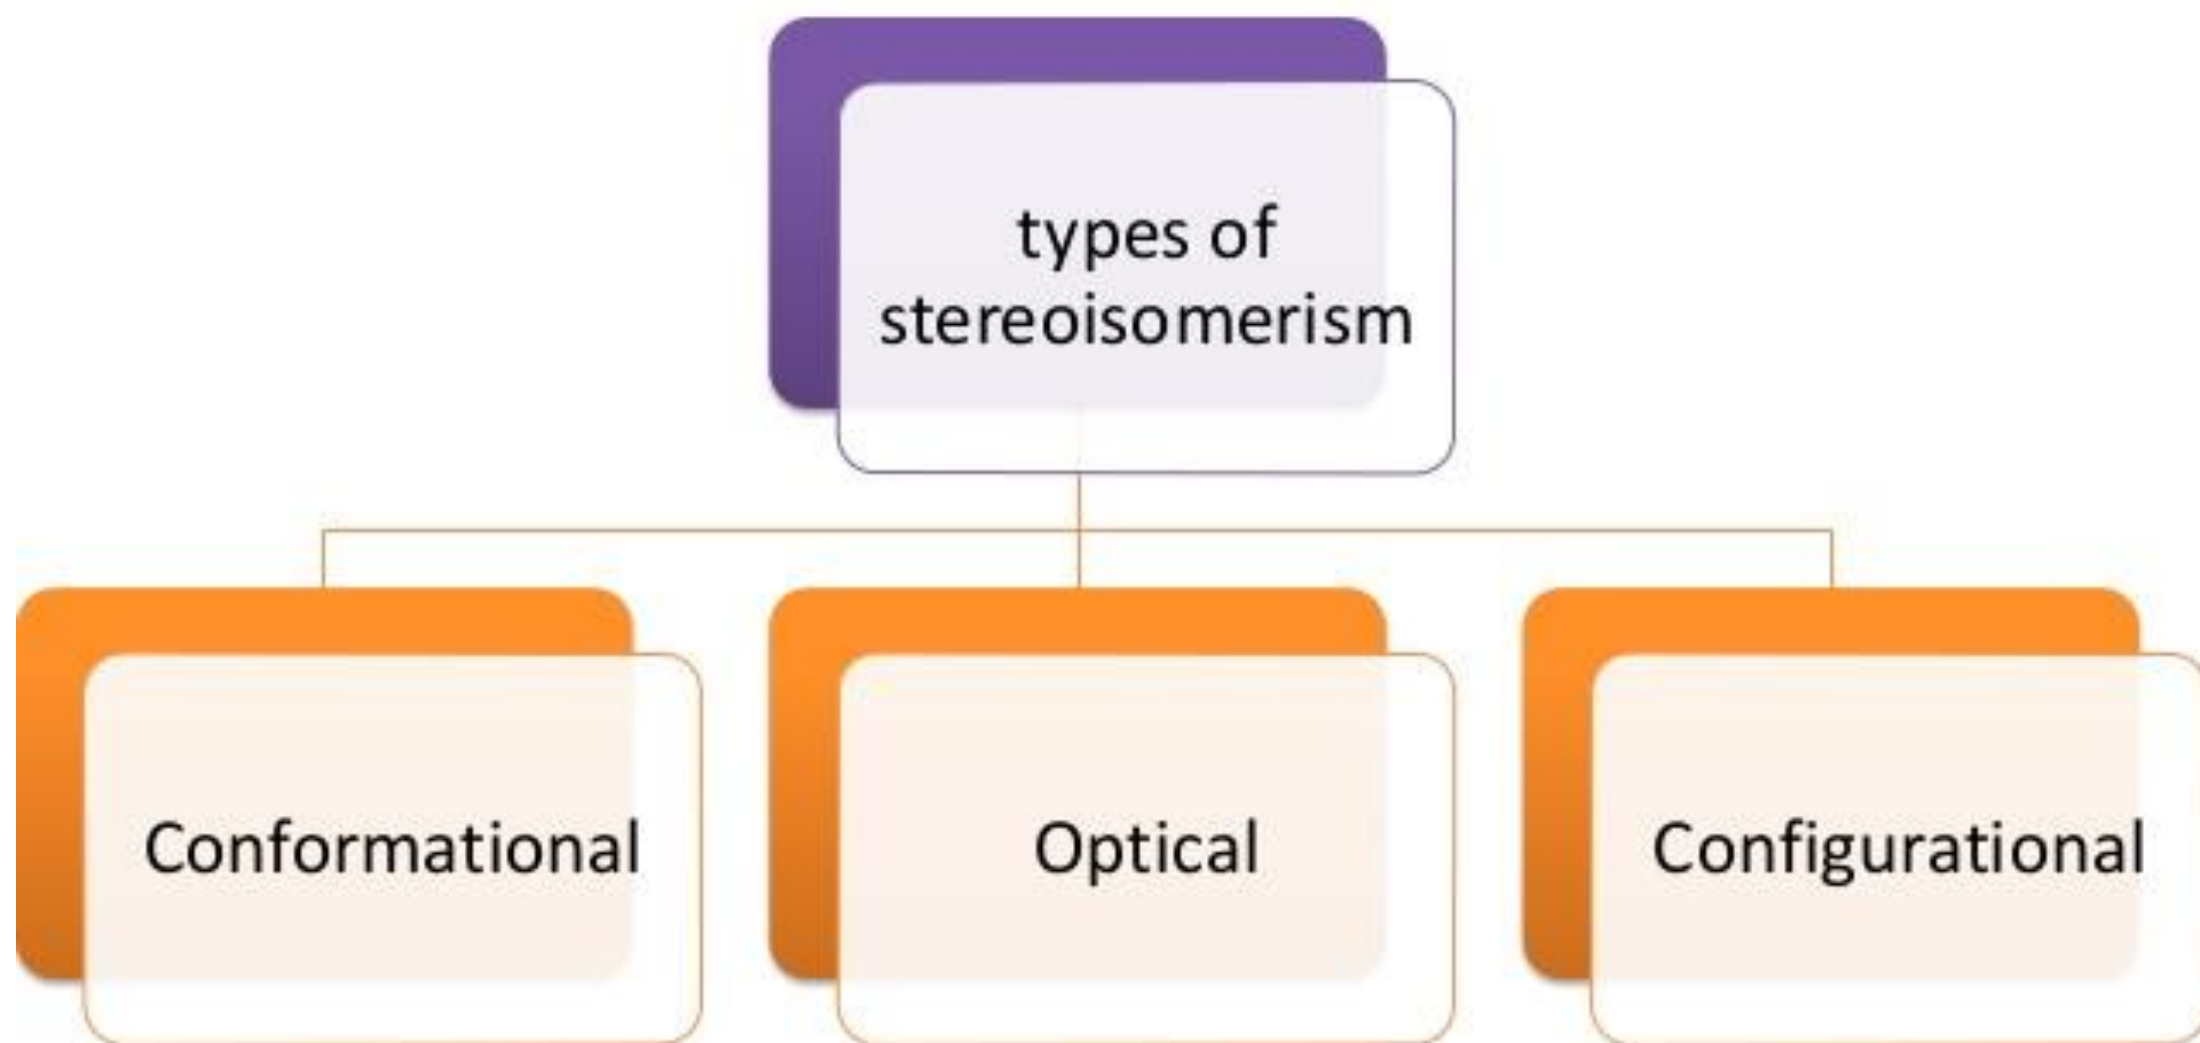 types of
stereoisomerism
Conformational
Optical
Configurational